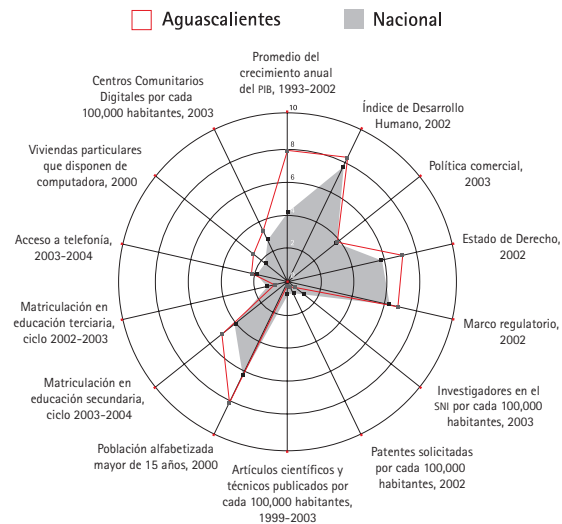 Aguascalientes
Nacional
Promedio del
crecimiento anual
del PIB, 1993-2002
Índice de Desarrollo
Humano, 2002
Política comercial,
2003
Estado de Derecho,
2002
Marco regulatorio,
2002
Investigadores en el
SNI por cada 100,000
habitantes, 2003
Patentes solicitadas
por cada 100,000
habitantes, 2002
Artículos científicos y
técnicos publicados por
cada 100,000 habitantes,
1999-2003
Población alfabetizada
mayor de 15 años, 2000
Matriculación en
educación secundaria,
ciclo 2003-2004
Matriculación en
educación terciaria,
ciclo 2002-2003
Acceso a telefonía,
2003-2004
Viviendas particulares
que disponen de
computadora, 2000
Centros Comunitarios
Digitales por cada
100,000 habitantes, 2003
10
8
6
2